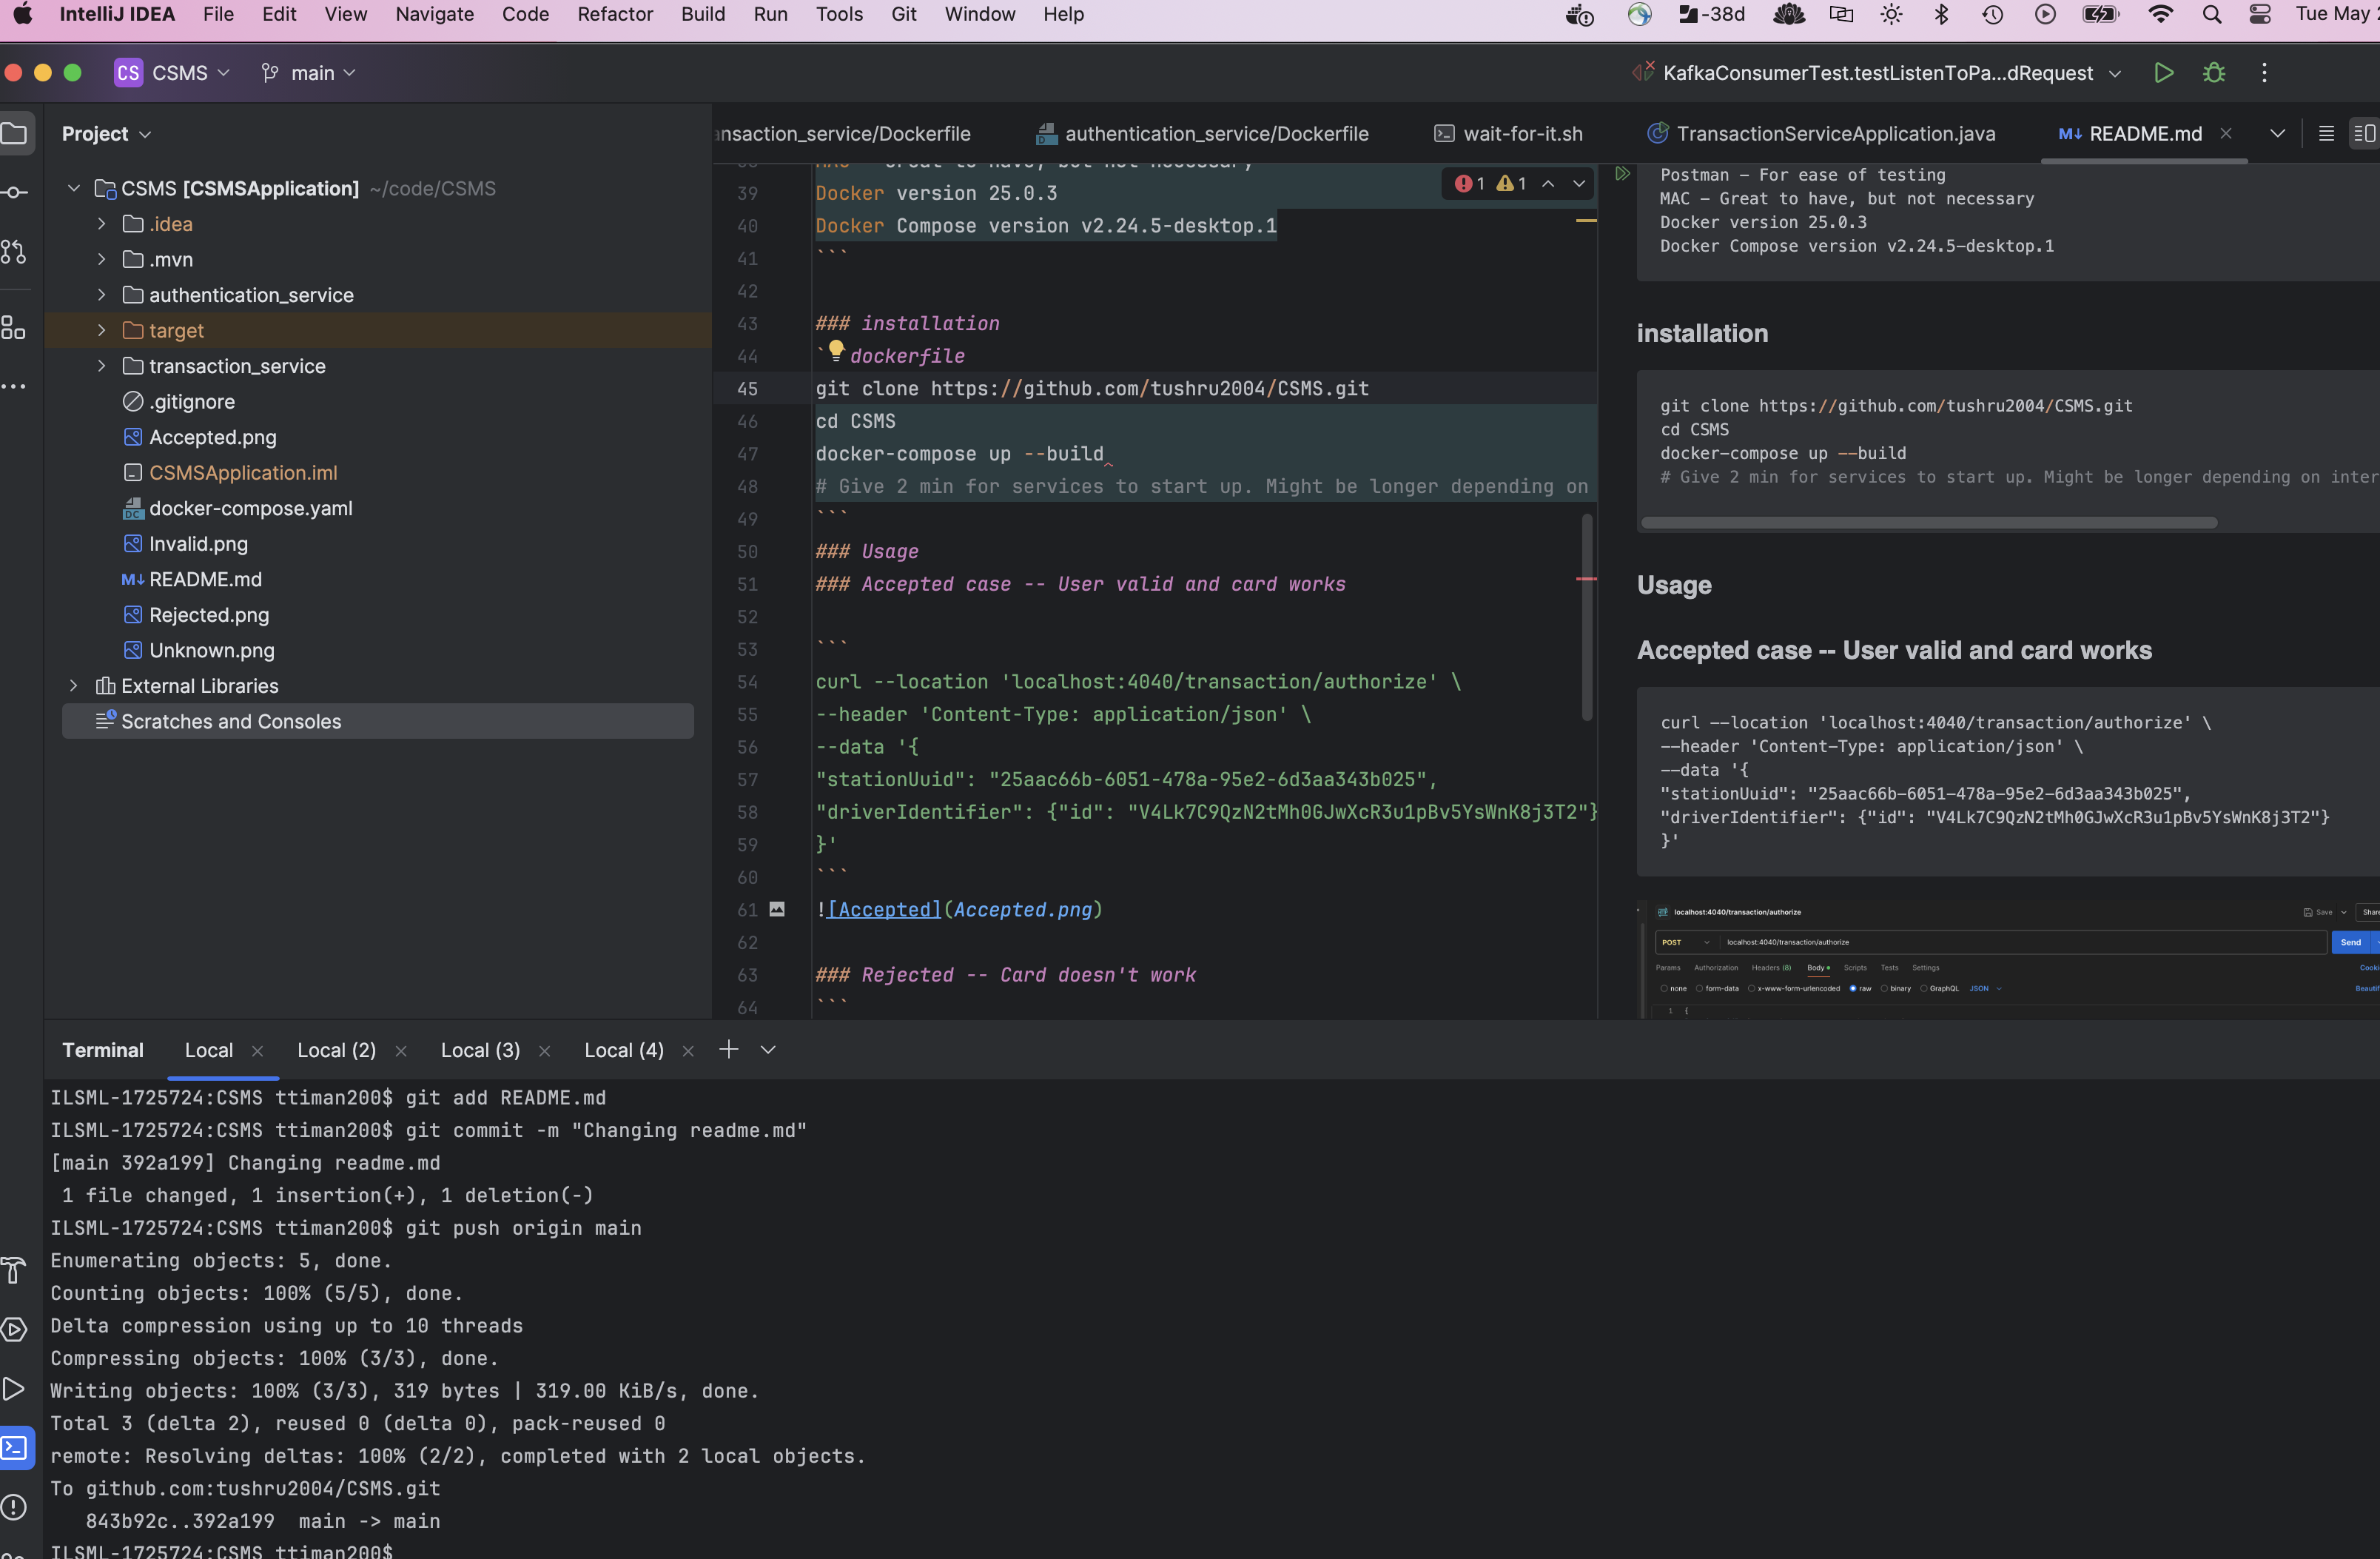 IntelliJ IDEA File Edit View Navigate Code Refactor Build Run Tools Git Window Help -38d Tue May
CS CSMS main KafkaConsumerTest.testListenToPa...dRequest
Project
CSMS [CSMSApplication] ~/code/CSMS
.idea
.mvn
authentication_service
target
transaction_service
.gitignore
Accepted.png
CSMSApplication.iml
docker-compose.yaml
Invalid.png
README.md
Rejected.png
Unknown.png
External Libraries
Scratches and Consoles
ansaction_service/Dockerfile authentication_service/Dockerfile wait-for-it.sh TransactionServiceApplication.java README.md
1 1
39 Docker version 25.0.3
40 Docker Compose version v2.24.5-desktop.1
41 ```
42
43 ### installation
44 ` dockerfile
45 git clone https://github.com/tushru2004/CSMS.git
46 cd CSMS
47 docker-compose up --build
48 # Give 2 min for services to start up. Might be longer depending on
49 ```
50 ### Usage
51 ### Accepted case -- User valid and card works
52
53 ```
54 curl --location 'localhost:4040/transaction/authorize' \
55 --header 'Content-Type: application/json' \
56 --data '{
57 "stationUuid": "25aac66b-6051-478a-95e2-6d3aa343b025",
58 "driverIdentifier": {"id": "V4Lk7C9QzN2tMh0GJwXcR3u1pBv5YsWnK8j3T2"}
59 }'
60 ```
61 ![Accepted](Accepted.png)
62
63 ### Rejected -- Card doesn't work
64 ```
Postman – For ease of testing
MAC – Great to have, but not necessary
Docker version 25.0.3
Docker Compose version v2.24.5-desktop.1
installation
git clone https://github.com/tushru2004/CSMS.git
cd CSMS
docker-compose up --build
# Give 2 min for services to start up. Might be longer depending on inter
Usage
Accepted case -- User valid and card works
curl --location 'localhost:4040/transaction/authorize' \
--header 'Content-Type: application/json' \
--data '{
"stationUuid": "25aac66b-6051-478a-95e2-6d3aa343b025",
"driverIdentifier": {"id": "V4Lk7C9QzN2tMh0GJwXcR3u1pBv5YsWnK8j3T2"}
}'
localhost:4040/transaction/authorize Save Share
POST localhost:4040/transaction/authorize Send
Params Authorization Headers (8) Body Scripts Tests Settings Cooki
none form-data x-www-form-urlencoded raw binary GraphQL JSON Beautif
1 {
Terminal Local Local (2) Local (3) Local (4)
ILSML-1725724:CSMS ttiman200$ git add README.md
ILSML-1725724:CSMS ttiman200$ git commit -m "Changing readme.md"
[main 392a199] Changing readme.md
1 file changed, 1 insertion(+), 1 deletion(-)
ILSML-1725724:CSMS ttiman200$ git push origin main
Enumerating objects: 5, done.
Counting objects: 100% (5/5), done.
Delta compression using up to 10 threads
Compressing objects: 100% (3/3), done.
Writing objects: 100% (3/3), 319 bytes | 319.00 KiB/s, done.
Total 3 (delta 2), reused 0 (delta 0), pack-reused 0
remote: Resolving deltas: 100% (2/2), completed with 2 local objects.
To github.com:tushru2004/CSMS.git
843b92c..392a199 main -> main
ILSML-1725724:CSMS ttiman200$